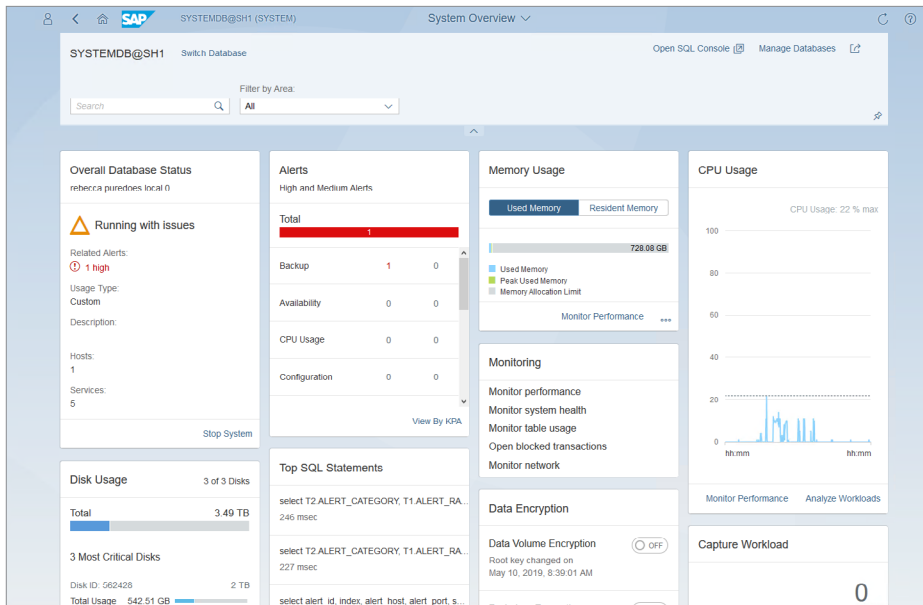 SAP
SYSTEMDB@SH1 (SYSTEM)
System Overview
SYSTEMDB@SH1
Switch Database
Open SQL Console
Manage Databases
Filter by Area:
Search
All
Overall Database Status
rebecca puredoes local 0
Running with issues
Related Alerts:
1 high
Usage Type:
Custom
Description:
Hosts:
1
Services:
5
Stop System
Disk Usage
3 of 3 Disks
Total
3.49 TB
3 Most Critical Disks
Disk ID: 562428
2 TB
Total Usage 542.51 GB
Alerts
High and Medium Alerts
Total
1
Backup 1 0
Availability 0 0
CPU Usage 0 0
Configuration 0 0
View By KPA
Top SQL Statements
select T2.ALERT_CATEGORY, T1.ALERT_RA...
246 msec
select T2.ALERT_CATEGORY, T1.ALERT_RA...
227 msec
select alert_id, index, alert_host, alert_port, s...
Memory Usage
Used Memory
Resident Memory
728.08 GB
Used Memory
Peak Used Memory
Memory Allocation Limit
Monitor Performance
Monitoring
Monitor performance
Monitor system health
Monitor table usage
Open blocked transactions
Monitor network
Data Encryption
Data Volume Encryption
OFF
Root key changed on
May 10, 2019, 8:39:01 AM
CPU Usage
CPU Usage: 22 % max
100
80
60
40
20
0
hh:mm
hh:mm
Monitor Performance
Analyze Workloads
Capture Workload
0